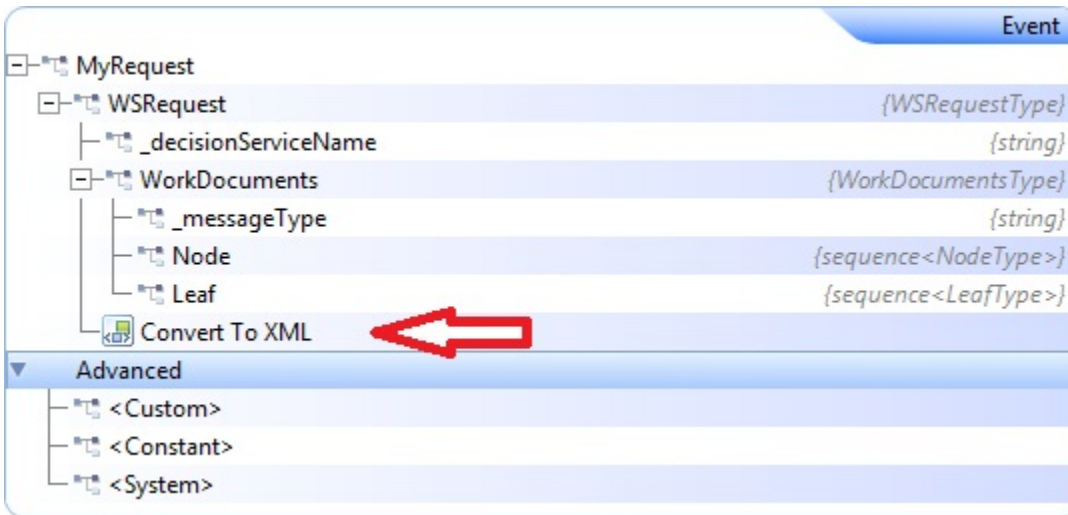 Event
MyRequest
WSRequest {WSRequestType}
_decisionServiceName {string}
WorkDocuments {WorkDocumentsType}
_messageType {string}
Node {sequence<NodeType>}
Leaf {sequence<LeafType>}
Convert To XML
Advanced
<Custom>
<Constant>
<System>